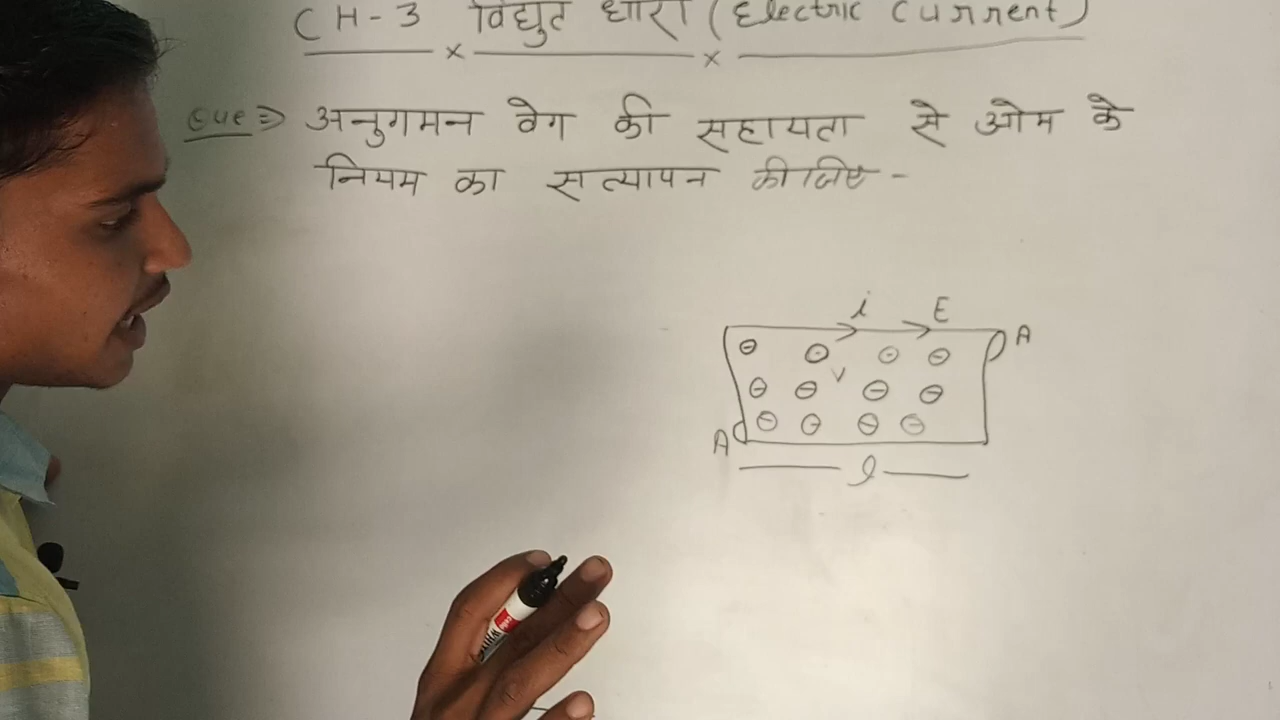 CH-3 विद्युत धारा (Electric Current)
Que ⇒ अनुगमन वेग की सहायता से ओम के
नियम का सत्यापन कीजिए -
i E
A
V
A
l